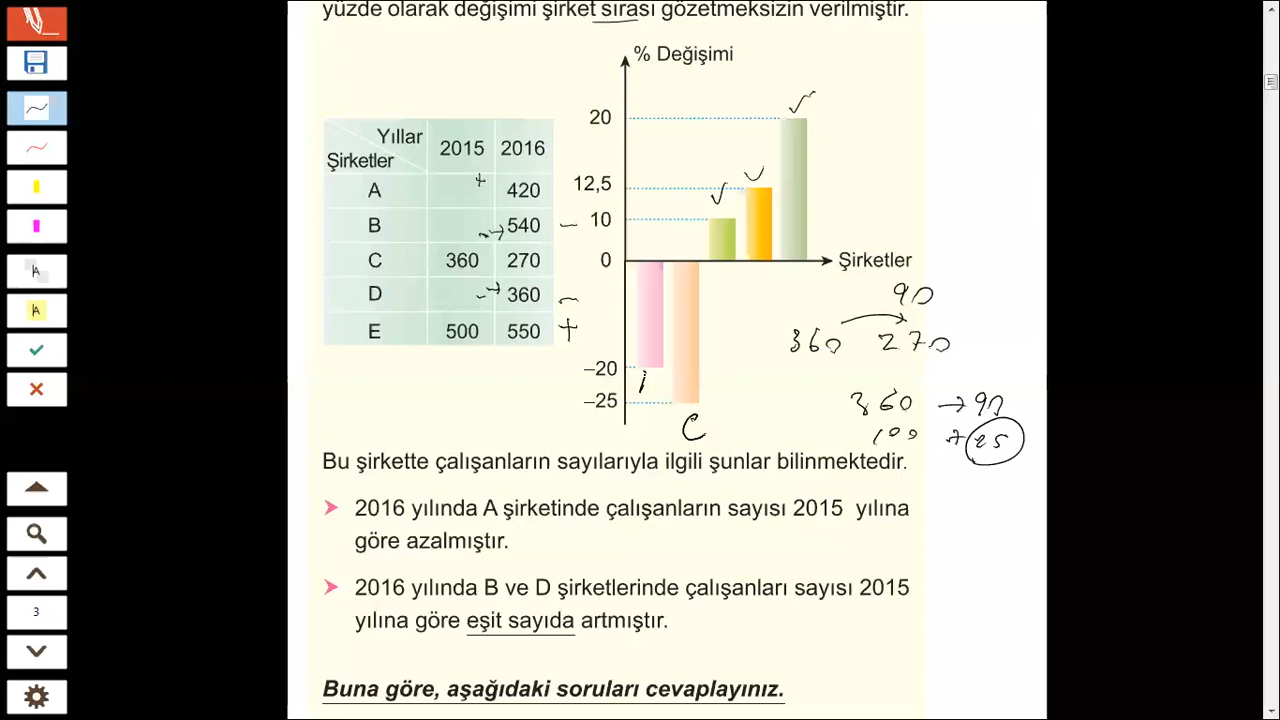 yüzde olarak değişimi şirket sırası gözetmeksizin verilmiştir.
% Değişimi
20
12,5
10
0
–20
–25
Şirketler
Yıllar 2015 2016
Şirketler
A + 420
B 540 –
C 360 270
D 360 –
E 500 550 +
C
90
360 270
360 → 90
100 25
Bu şirkette çalışanların sayılarıyla ilgili şunlar bilinmektedir.
2016 yılında A şirketinde çalışanların sayısı 2015 yılına
göre azalmıştır.
2016 yılında B ve D şirketlerinde çalışanları sayısı 2015
yılına göre eşit sayıda artmıştır.
Buna göre, aşağıdaki soruları cevaplayınız.
A
A
3